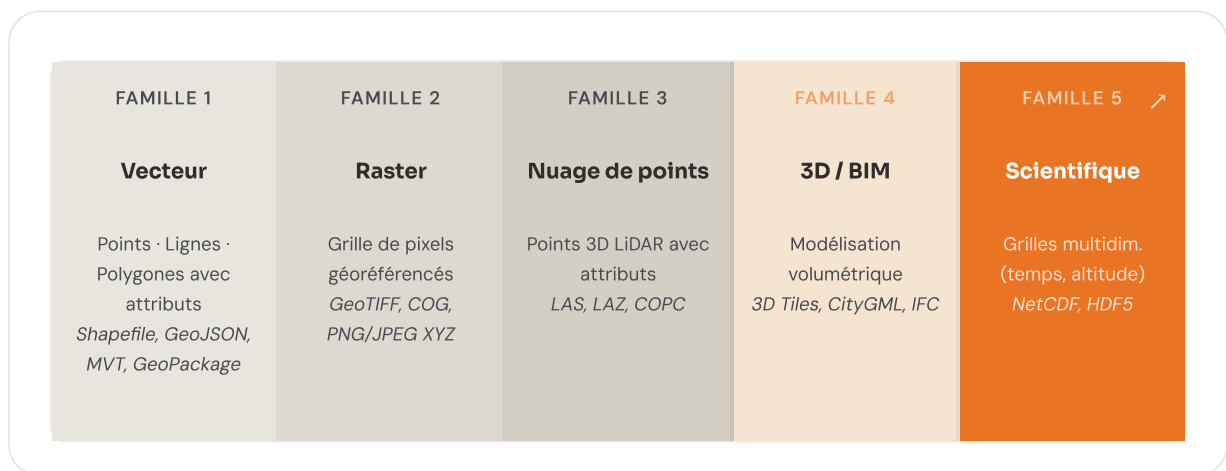 FAMILLE 1
Vecteur
Points · Lignes ·
Polygones avec
attributs
Shapefile, GeoJSON,
MVT, GeoPackage
FAMILLE 2
Raster
Grille de pixels
géoréférencés
GeoTIFF, COG,
PNG/JPEG XYZ
FAMILLE 3
Nuage de points
Points 3D LiDAR avec
attributs
LAS, LAZ, COPC
FAMILLE 4
3D / BIM
Modélisation
volumétrique
3D Tiles, CityGML, IFC
FAMILLE 5 ↗
Scientifique
Grilles multidim.
(temps, altitude)
NetCDF, HDF5